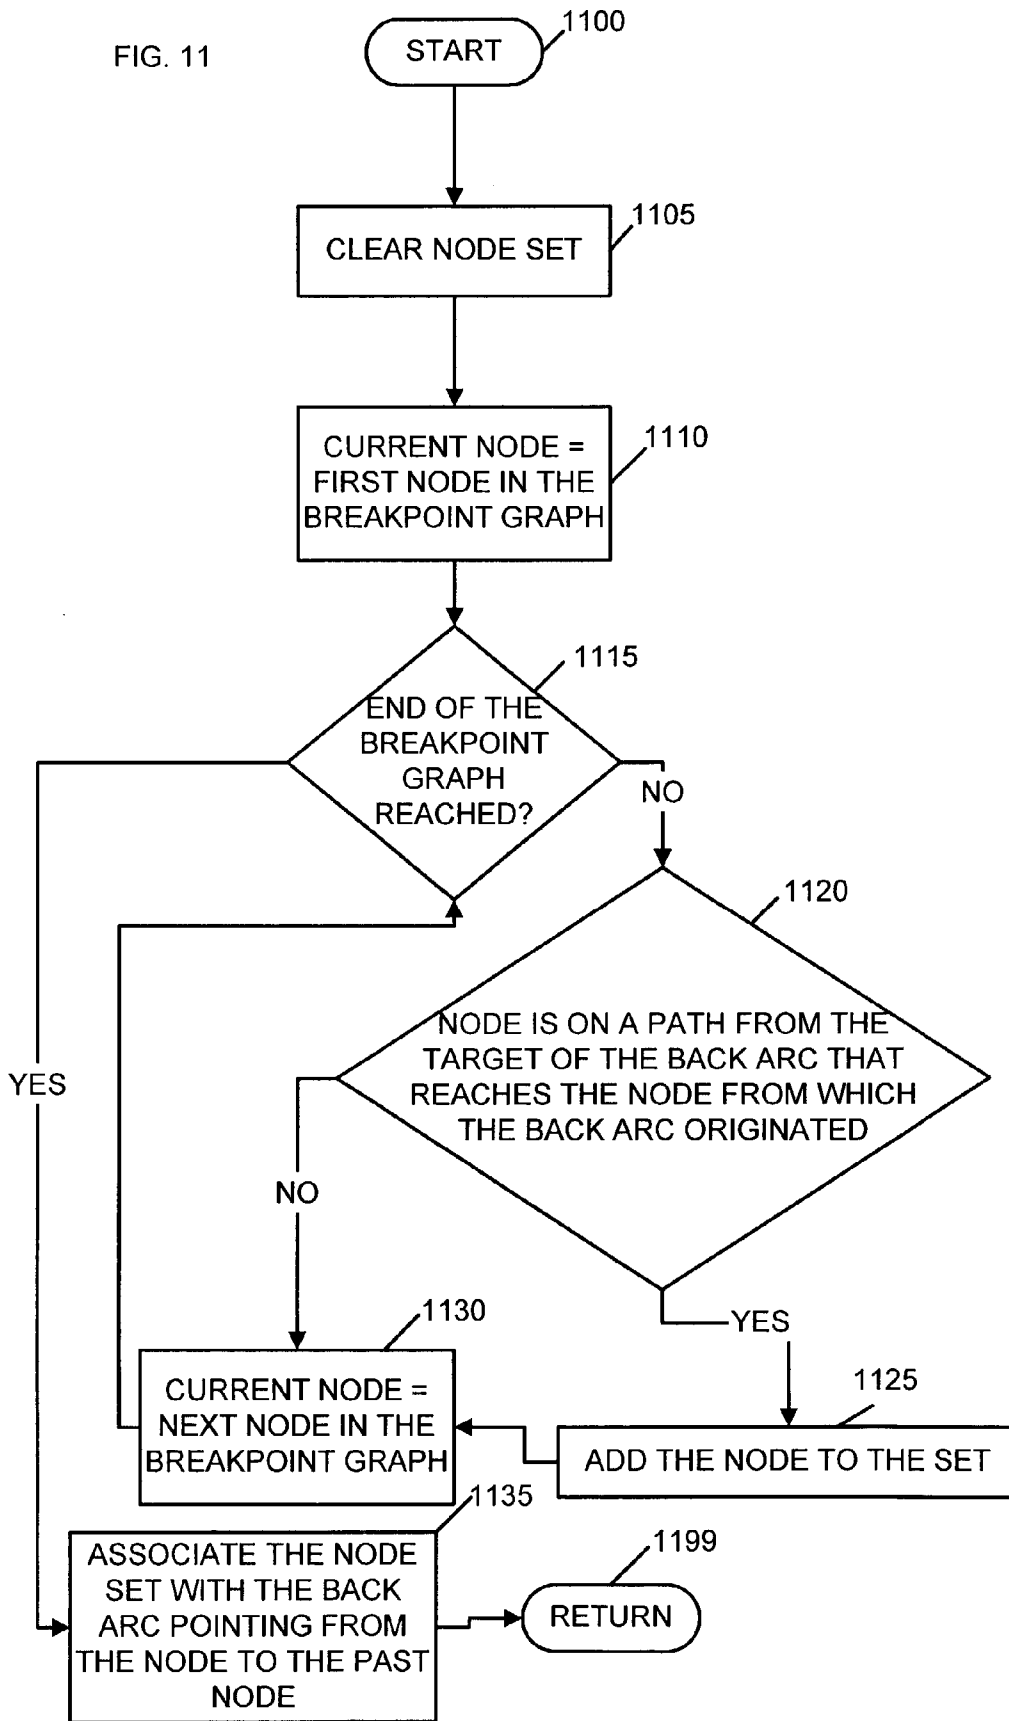 FIG. 11
START
1100
CLEAR NODE SET
1105
CURRENT NODE =
FIRST NODE IN THE
BREAKPOINT GRAPH
1110
END OF THE
BREAKPOINT
GRAPH
REACHED?
1115
NO
YES
1120
NODE IS ON A PATH FROM THE
TARGET OF THE BACK ARC THAT
REACHES THE NODE FROM WHICH
THE BACK ARC ORIGINATED
NO
YES
1130
CURRENT NODE =
NEXT NODE IN THE
BREAKPOINT GRAPH
1125
ADD THE NODE TO THE SET
1135
ASSOCIATE THE NODE
SET WITH THE BACK
ARC POINTING FROM
THE NODE TO THE PAST
NODE
1199
RETURN